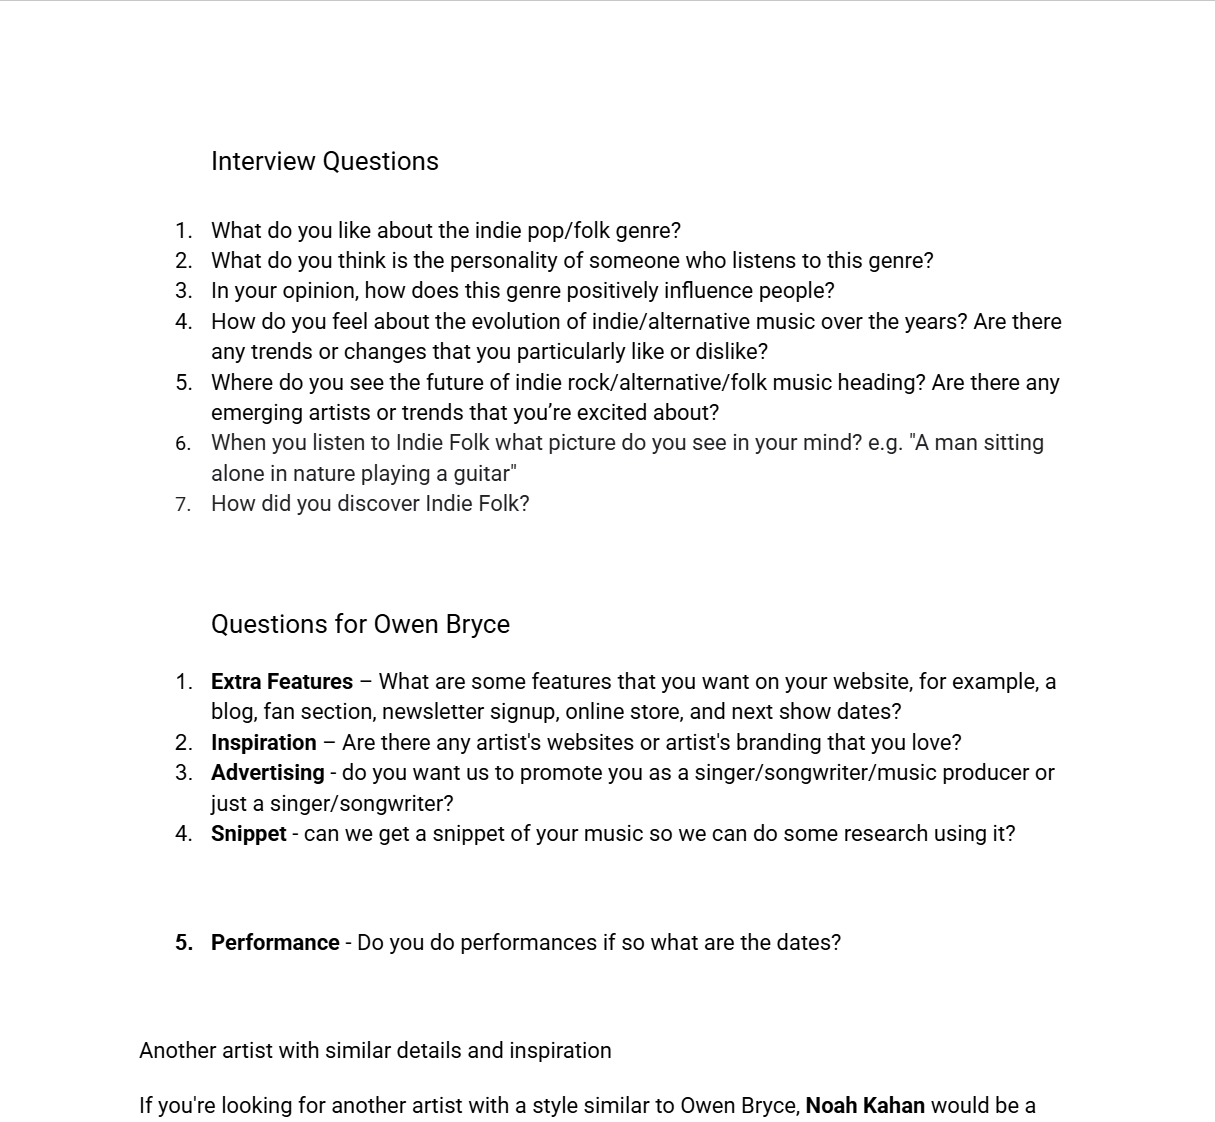 Interview Questions
1. What do you like about the indie pop/folk genre?
2. What do you think is the personality of someone who listens to this genre?
3. In your opinion, how does this genre positively influence people?
4. How do you feel about the evolution of indie/alternative music over the years? Are there
any trends or changes that you particularly like or dislike?
5. Where do you see the future of indie rock/alternative/folk music heading? Are there any
emerging artists or trends that you’re excited about?
6. When you listen to Indie Folk what picture do you see in your mind? e.g. "A man sitting
alone in nature playing a guitar"
7. How did you discover Indie Folk?
Questions for Owen Bryce
1. Extra Features – What are some features that you want on your website, for example, a
blog, fan section, newsletter signup, online store, and next show dates?
2. Inspiration – Are there any artist's websites or artist's branding that you love?
3. Advertising - do you want us to promote you as a singer/songwriter/music producer or
just a singer/songwriter?
4. Snippet - can we get a snippet of your music so we can do some research using it?
5. Performance - Do you do performances if so what are the dates?
Another artist with similar details and inspiration
If you're looking for another artist with a style similar to Owen Bryce, Noah Kahan would be a